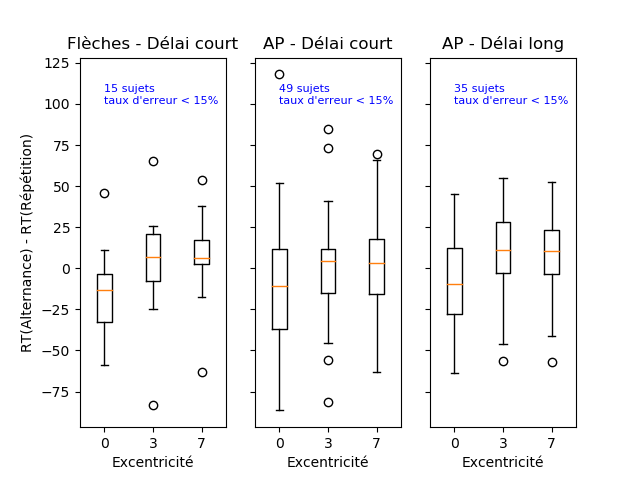 Flèches - Délai court
AP - Délai court
AP - Délai long
RT(Alternance) - RT(Répétition)
125
100
75
50
25
0
−25
−50
−75
15 sujets
taux d'erreur < 15%
49 sujets
taux d'erreur < 15%
35 sujets
taux d'erreur < 15%
0 3 7
0 3 7
0 3 7
Excentricité
Excentricité
Excentricité